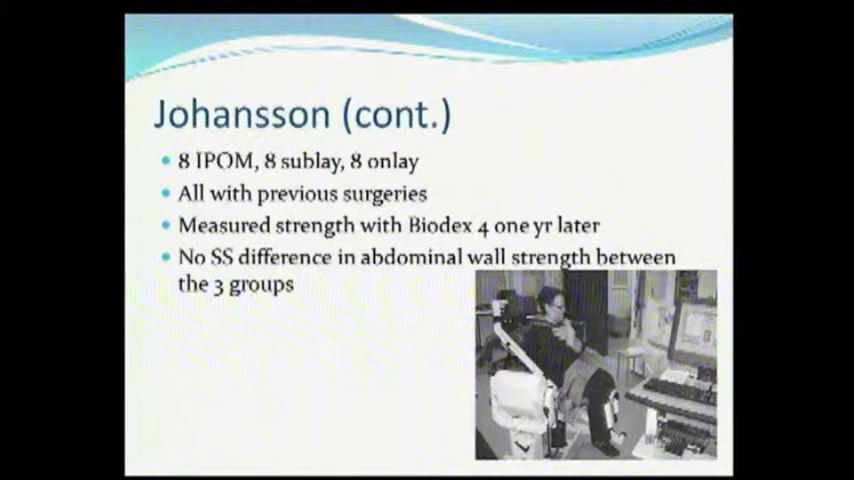 Johansson (cont.)
8 IPOM, 8 sublay, 8 onlay
All with previous surgeries
Measured strength with Biodex 4 one yr later
No SS difference in abdominal wall strength between
the 3 groups